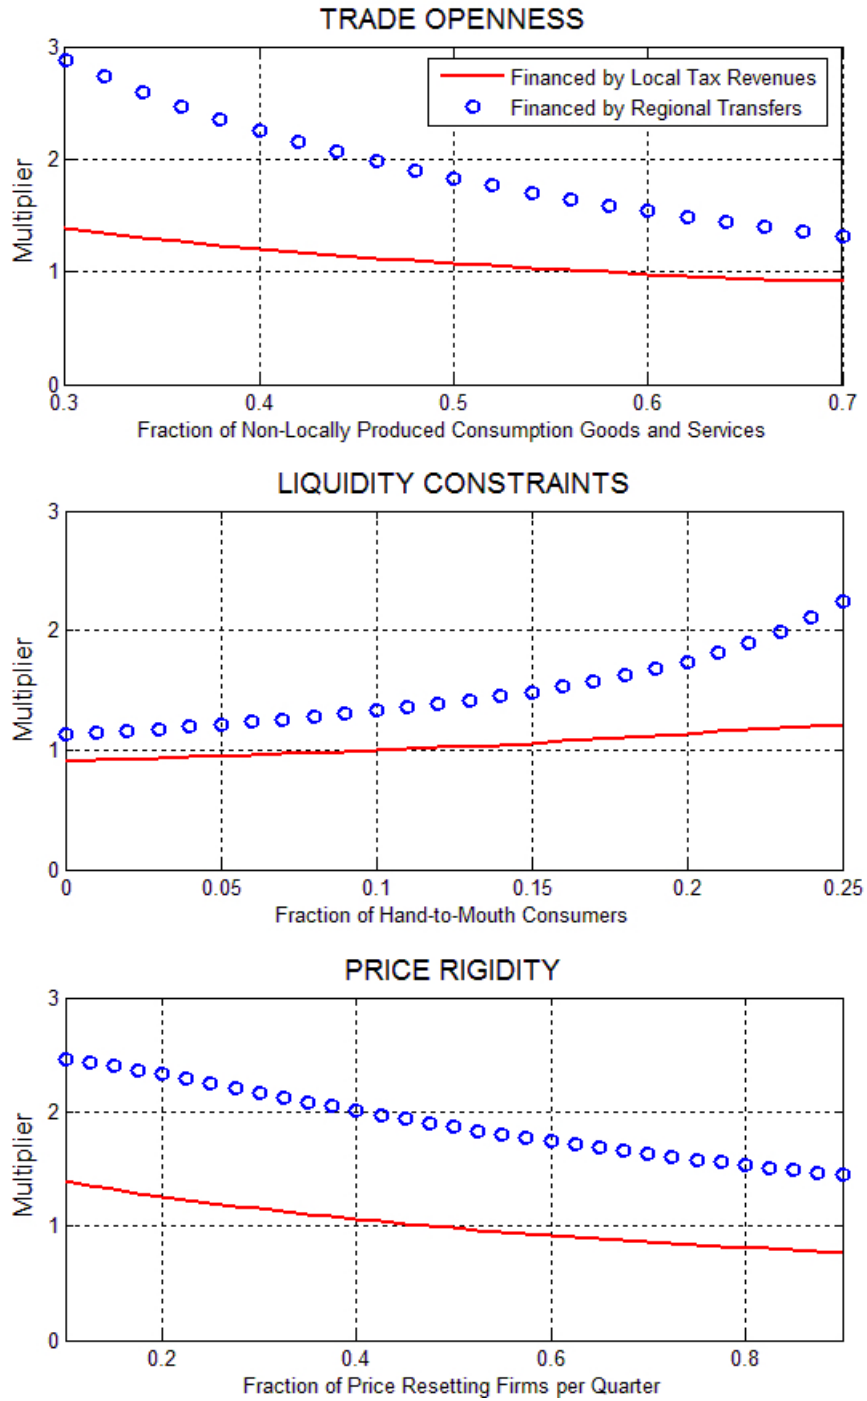 TRADE OPENNESS
3
Financed by Local Tax Revenues
Financed by Regional Transfers
2
Multiplier
1
0
0.3 0.4 0.5 0.6 0.7
Fraction of Non-Locally Produced Consumption Goods and Services
LIQUIDITY CONSTRAINTS
3
2
Multiplier
1
0
0 0.05 0.1 0.15 0.2 0.25
Fraction of Hand-to-Mouth Consumers
PRICE RIGIDITY
3
2
Multiplier
1
0
0.2 0.4 0.6 0.8
Fraction of Price Resetting Firms per Quarter